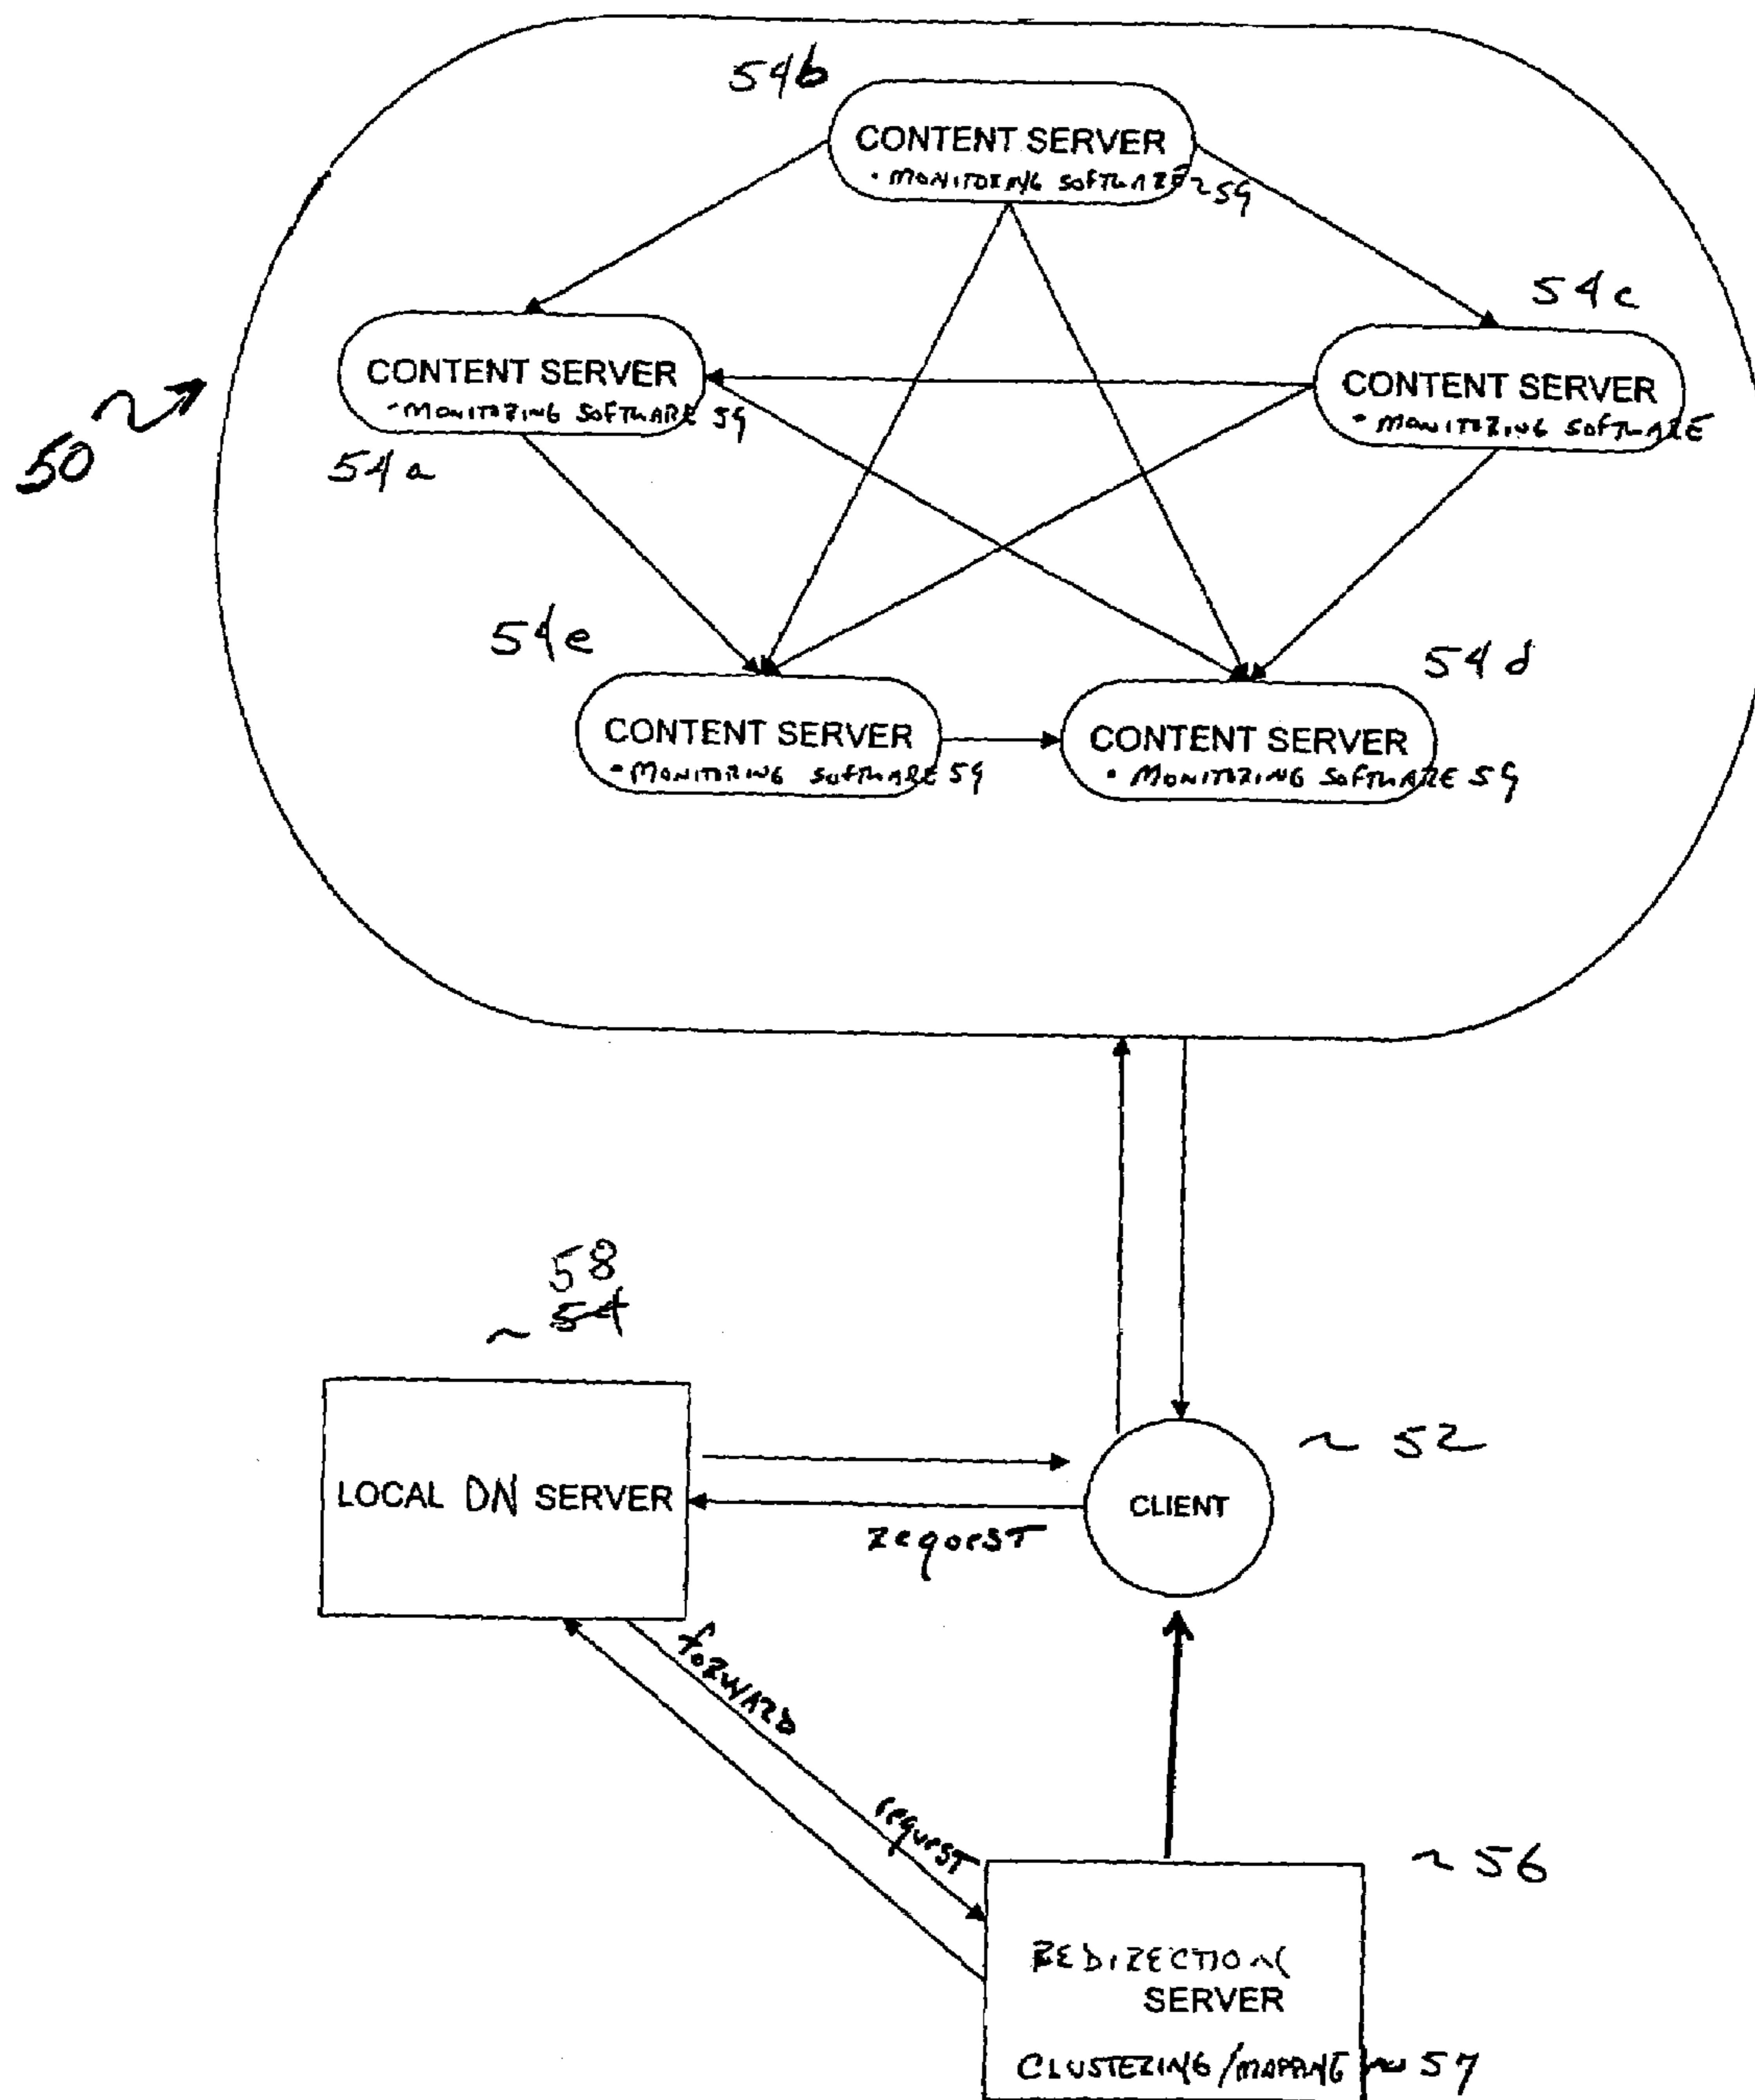 54b
CONTENT SERVER
• MONITORING SOFTWARE ~ 59
54c
CONTENT SERVER
• MONITORING SOFTWARE 59
CONTENT SERVER
• MONITORING SOFTWARE
50
54a
54e
54d
CONTENT SERVER
• MONITORING SOFTWARE 59
CONTENT SERVER
• MONITORING SOFTWARE 59
58
~ 54
~ 52
LOCAL DN SERVER
CLIENT
REQUEST
FORWARD
request
~ 56
REDIRECTION
SERVER
CLUSTERING/MAPPING ~ 57